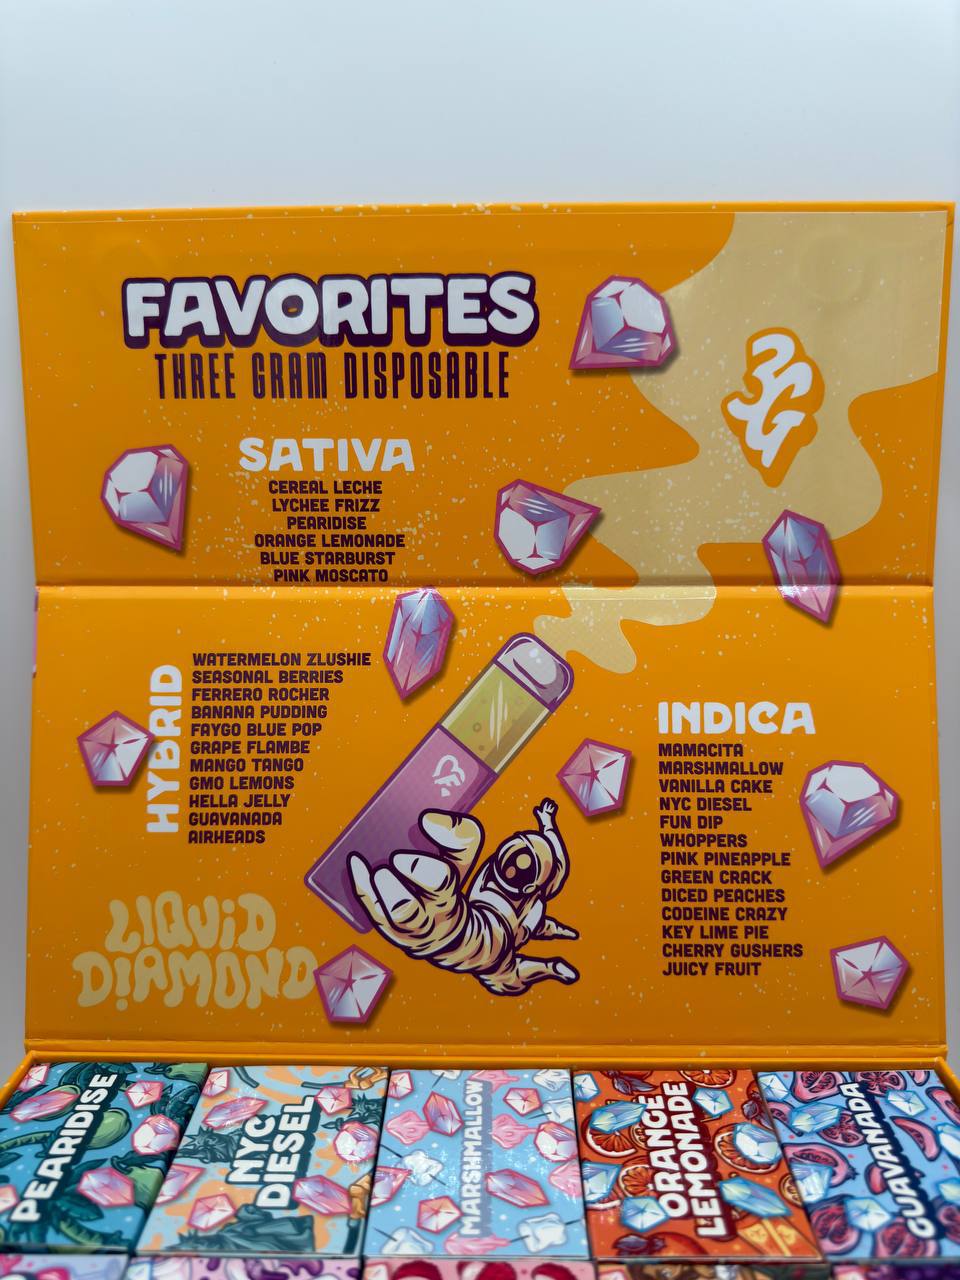 FAVORITES
THREE GRAM DISPOSABLE
3G
SATIVA
CEREAL LECHE
LYCHEE FRIZZ
PEARIDISE
ORANGE LEMONADE
BLUE STARBURST
PINK MOSCATO
HYBRID
WATERMELON ZLUSHIE
SEASONAL BERRIES
FERRERO ROCHER
BANANA PUDDING
FAYGO BLUE POP
GRAPE FLAMBE
MANGO TANGO
GMO LEMONS
HELLA JELLY
GUAVANADA
AIRHEADS
INDICA
MAMACITA
MARSHMALLOW
VANILLA CAKE
NYC DIESEL
FUN DIP
WHOPPERS
PINK PINEAPPLE
GREEN CRACK
DICED PEACHES
CODEINE CRAZY
KEY LIME PIE
CHERRY GUSHERS
JUICY FRUIT
LIQUID
DIAMOND
PEARIDISE
NYC
DIESEL
MARSHMALLOW
ORANGE
LEMONADE
GUAVANADA